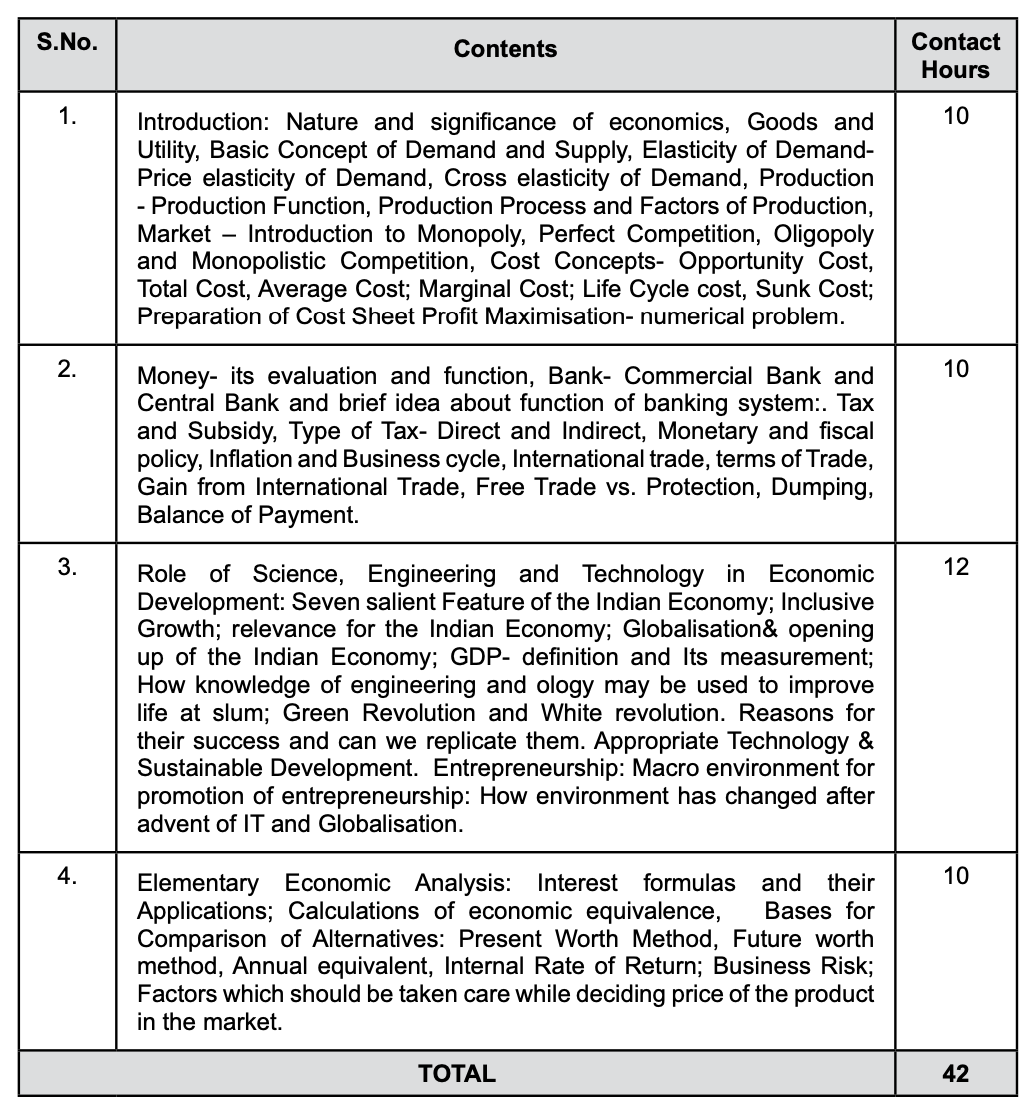 S.No.
Contents
Contact
Hours
1.
Introduction: Nature and significance of economics, Goods and
Utility, Basic Concept of Demand and Supply, Elasticity of Demand-
Price elasticity of Demand, Cross elasticity of Demand, Production
- Production Function, Production Process and Factors of Production,
Market – Introduction to Monopoly, Perfect Competition, Oligopoly
and Monopolistic Competition, Cost Concepts- Opportunity Cost,
Total Cost, Average Cost; Marginal Cost; Life Cycle cost, Sunk Cost;
Preparation of Cost Sheet Profit Maximisation- numerical problem.
10
2.
Money- its evaluation and function, Bank- Commercial Bank and
Central Bank and brief idea about function of banking system:. Tax
and Subsidy, Type of Tax- Direct and Indirect, Monetary and fiscal
policy, Inflation and Business cycle, International trade, terms of Trade,
Gain from International Trade, Free Trade vs. Protection, Dumping,
Balance of Payment.
10
3.
Role of Science, Engineering and Technology in Economic
Development: Seven salient Feature of the Indian Economy; Inclusive
Growth; relevance for the Indian Economy; Globalisation& opening
up of the Indian Economy; GDP- definition and Its measurement;
How knowledge of engineering and ology may be used to improve
life at slum; Green Revolution and White revolution. Reasons for
their success and can we replicate them. Appropriate Technology &
Sustainable Development. Entrepreneurship: Macro environment for
promotion of entrepreneurship: How environment has changed after
advent of IT and Globalisation.
12
4.
Elementary Economic Analysis: Interest formulas and their
Applications; Calculations of economic equivalence, Bases for
Comparison of Alternatives: Present Worth Method, Future worth
method, Annual equivalent, Internal Rate of Return; Business Risk;
Factors which should be taken care while deciding price of the product
in the market.
10
TOTAL
42